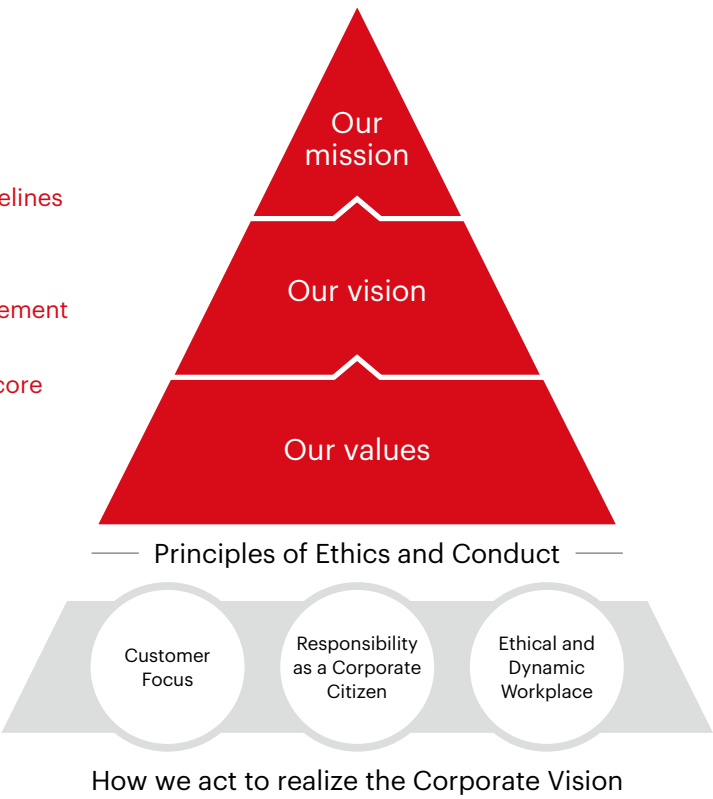 Our
mission
elines
Our vision
ement
core
Our values
Principles of Ethics and Conduct
Customer
Focus
Responsibility
as a Corporate
Citizen
Ethical and
Dynamic
Workplace
How we act to realize the Corporate Vision